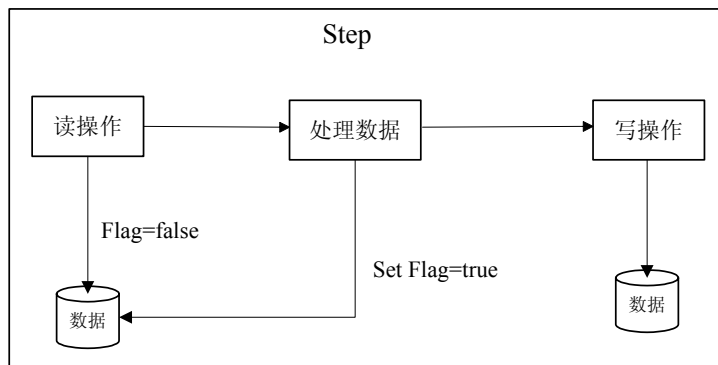 Step
读操作
处理数据
写操作
Flag=false
Set Flag=true
数据
数据